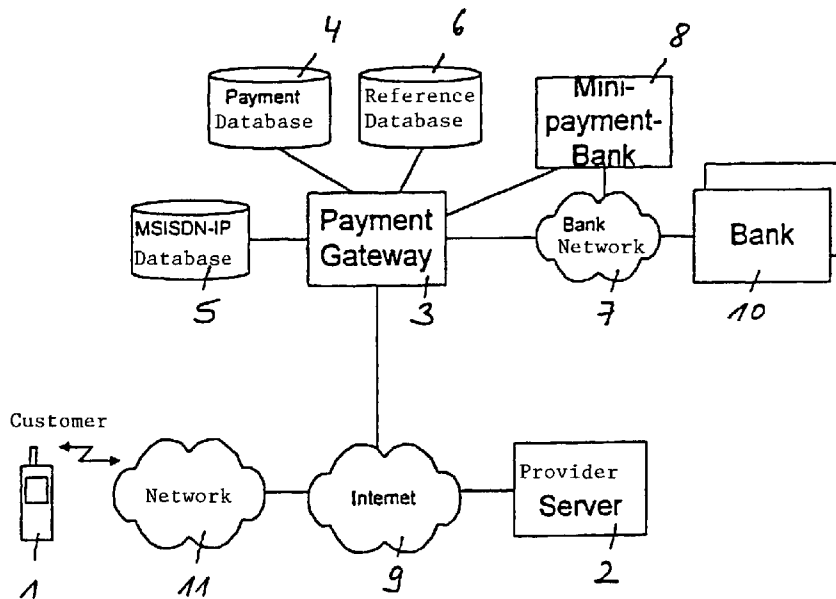 4
6
8
Payment
Database
Reference
Database
Mini-
payment-
Bank
MSISDN-IP
Database
Payment
Gateway
Bank
Network
Bank
5
3
7
10
Customer
Network
Internet
Provider
Server
1
11
9
2